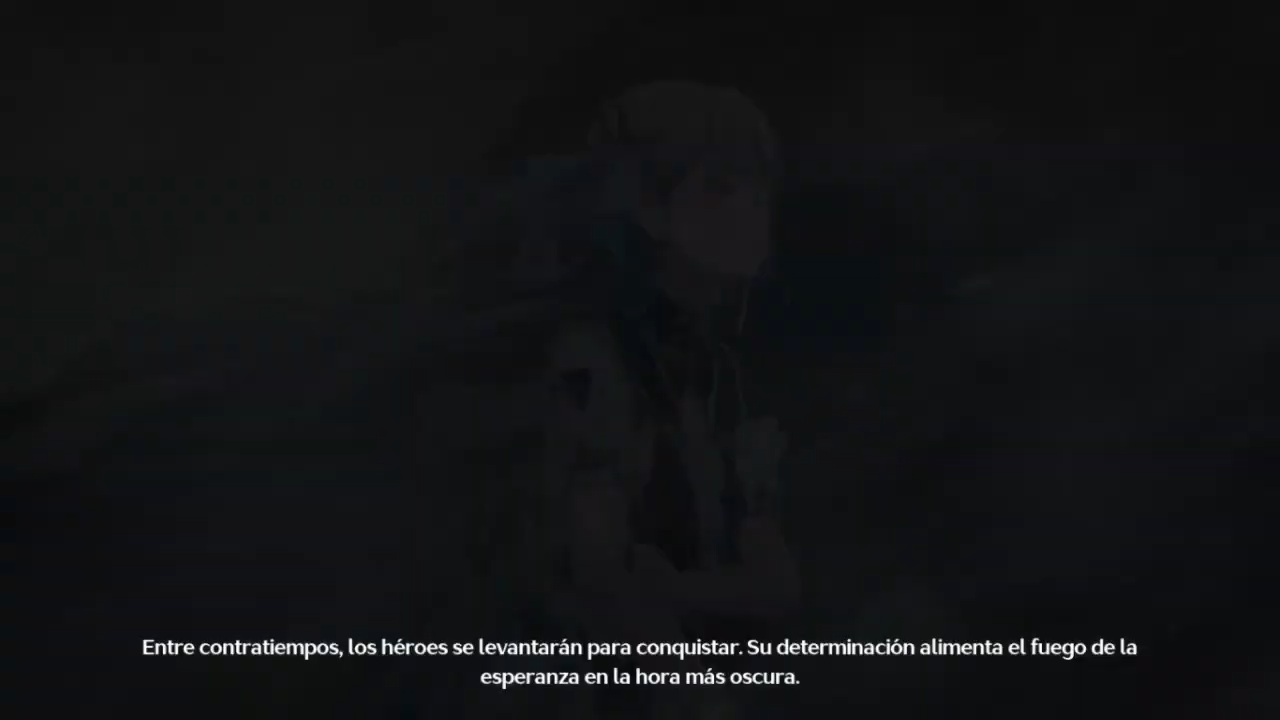 Entre contratiempos, los héroes se levantarán para conquistar. Su determinación alimenta el fuego de la
esperanza en la hora más oscura.